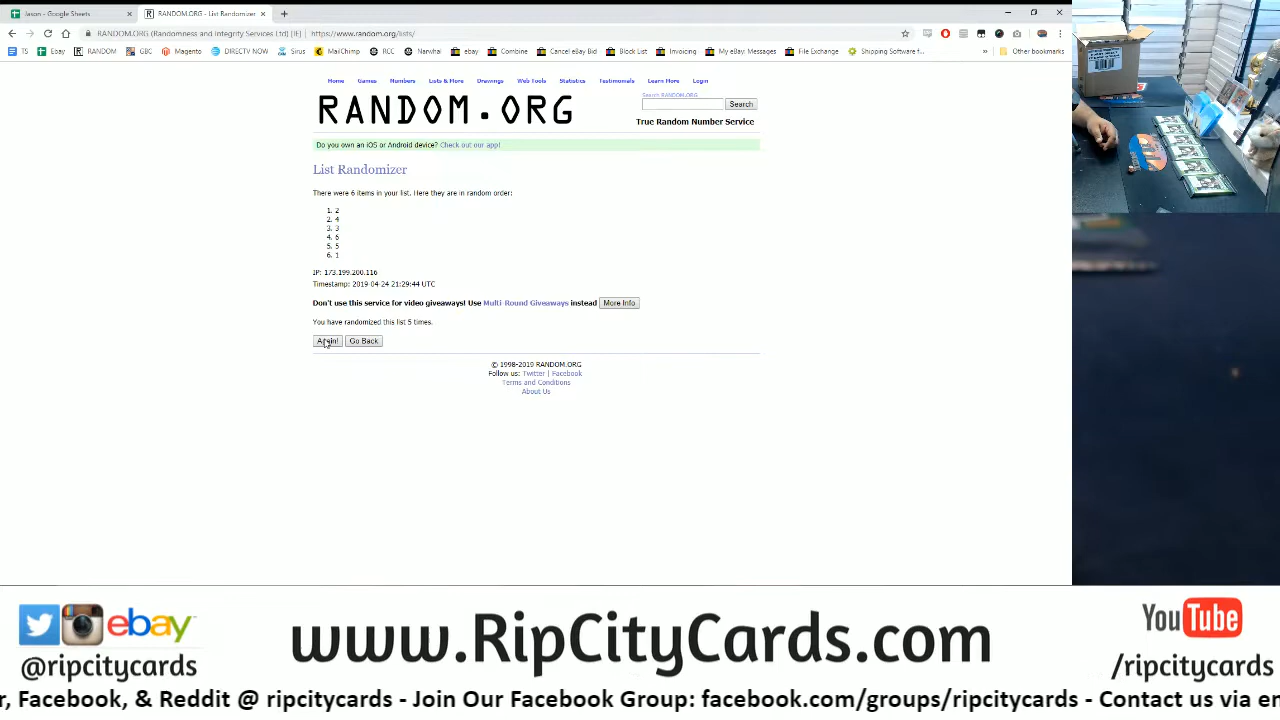 Jason - Google Sheets
RANDOM.ORG - List Randomizer
RANDOM.ORG (Randomness and Integrity Services Ltd) [IE] | https://www.random.org/lists/
TS Ebay RANDOM GBC Magento DIRECTV NOW Sirus MailChimp RCC Narvhal ebay Combine Cancel eBay Bid Block List Invoicing My eBay: Messages File Exchange Shipping Software f... » Other bookmarks
Home Games Numbers Lists & More Drawings Web Tools Statistics Testimonials Learn More Login
RANDOM.ORG
Search RANDOM.ORG
Search
True Random Number Service
Do you own an iOS or Android device? Check out our app!
List Randomizer
There were 6 items in your list. Here they are in random order:
1. 2
2. 4
3. 3
4. 6
5. 5
6. 1
IP: 173.199.200.116
Timestamp: 2019-04-24 21:29:44 UTC
Don't use this service for video giveaways! Use Multi-Round Giveaways instead More Info
You have randomized this list 5 times.
Again! Go Back
© 1998-2019 RANDOM.ORG
Follow us: Twitter | Facebook
Terms and Conditions
About Us
ebay
@ripcitycards
www.RipCityCards.com
YouTube
/ripcitycards
r, Facebook, & Reddit @ ripcitycards - Join Our Facebook Group: facebook.com/groups/ripcitycards - Contact us via en